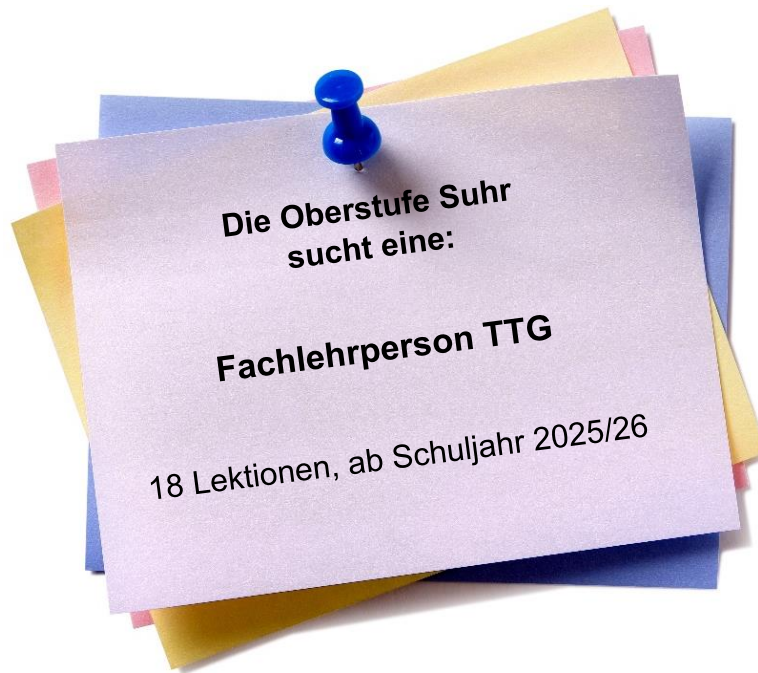 Die Oberstufe Suhr
sucht eine:
Fachlehrperson TTG
18 Lektionen, ab Schuljahr 2025/26